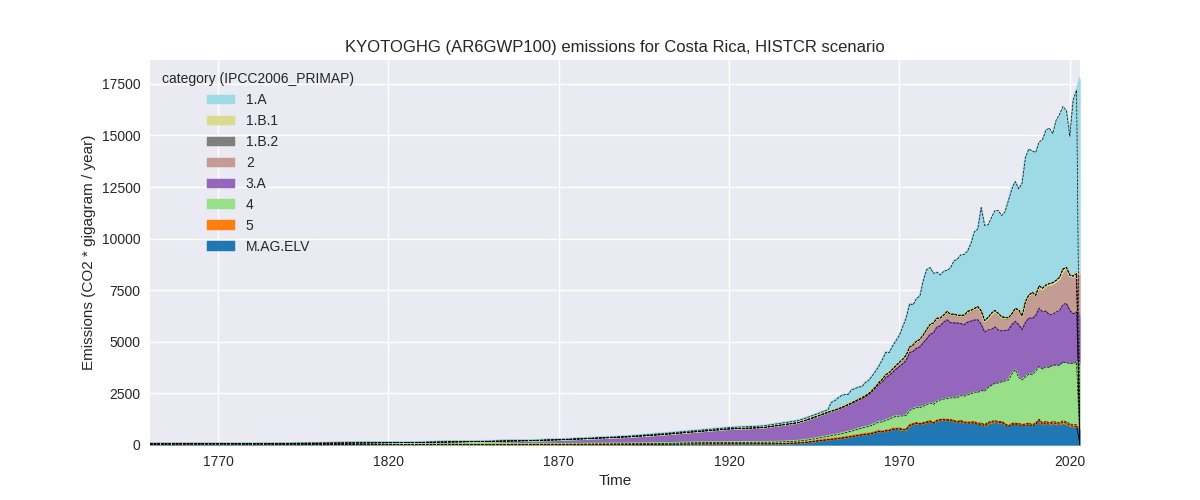 KYOTOGHG (AR6GWP100) emissions for Costa Rica, HISTCR scenario
category (IPCC2006_PRIMAP)
1.A
1.B.1
1.B.2
2
3.A
4
5
M.AG.ELV
Emissions (CO2 * gigagram / year)
17500
15000
12500
10000
7500
5000
2500
0
1770
1820
1870
1920
1970
2020
Time